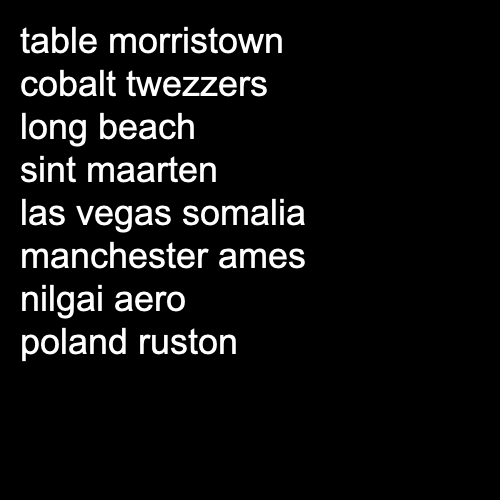 table morristown
cobalt twezzers
long beach
sint maarten
las vegas somalia
manchester ames
nilgai aero
poland ruston